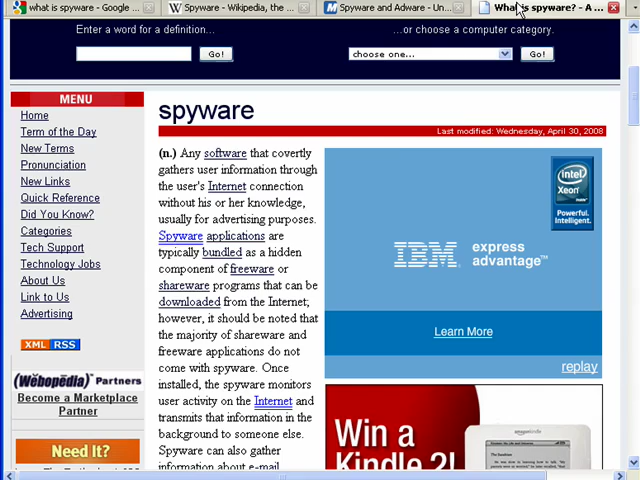 what is spyware - Google ...
Spyware - Wikipedia, the ...
Spyware and Adware - Un...
What is spyware? - A ...
Enter a word for a definition...
...or choose a computer category.
Go!
choose one...
Go!
MENU
Home
Term of the Day
New Terms
Pronunciation
New Links
Quick Reference
Did You Know?
Categories
Tech Support
Technology Jobs
About Us
Link to Us
Advertising
XML RSS
(Webopedia) Partners
Become a Marketplace
Partner
Need It?
spyware
Last modified: Wednesday, April 30, 2008
(n.) Any software that covertly
gathers user information through
the user's Internet connection
without his or her knowledge,
usually for advertising purposes.
Spyware applications are
typically bundled as a hidden
component of freeware or
shareware programs that can be
downloaded from the Internet;
however, it should be noted that
the majority of shareware and
freeware applications do not
come with spyware. Once
installed, the spyware monitors
user activity on the Internet and
transmits that information in the
background to someone else.
Spyware can also gather
information about e-mail
intel
Xeon
inside
Powerful.
Intelligent.
IBM express
advantage™
Learn More
replay
Win a
Kindle 2!
amazonkindle